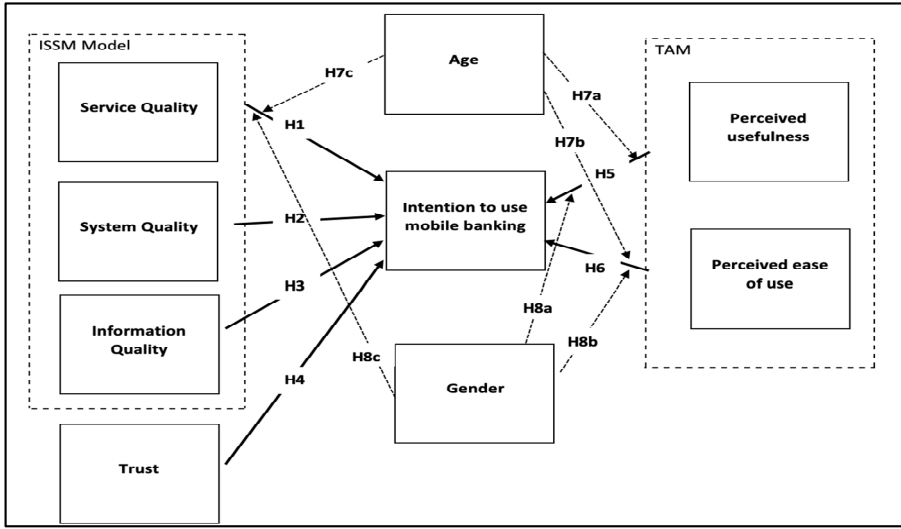 ISSM Model
Service Quality
System Quality
Information
Quality
Trust
Age
Intention to use
mobile banking
Gender
TAM
Perceived
usefulness
Perceived ease
of use
H7c
H1
H2
H3
H4
H7a
H7b
H5
H6
H8a
H8b
H8c